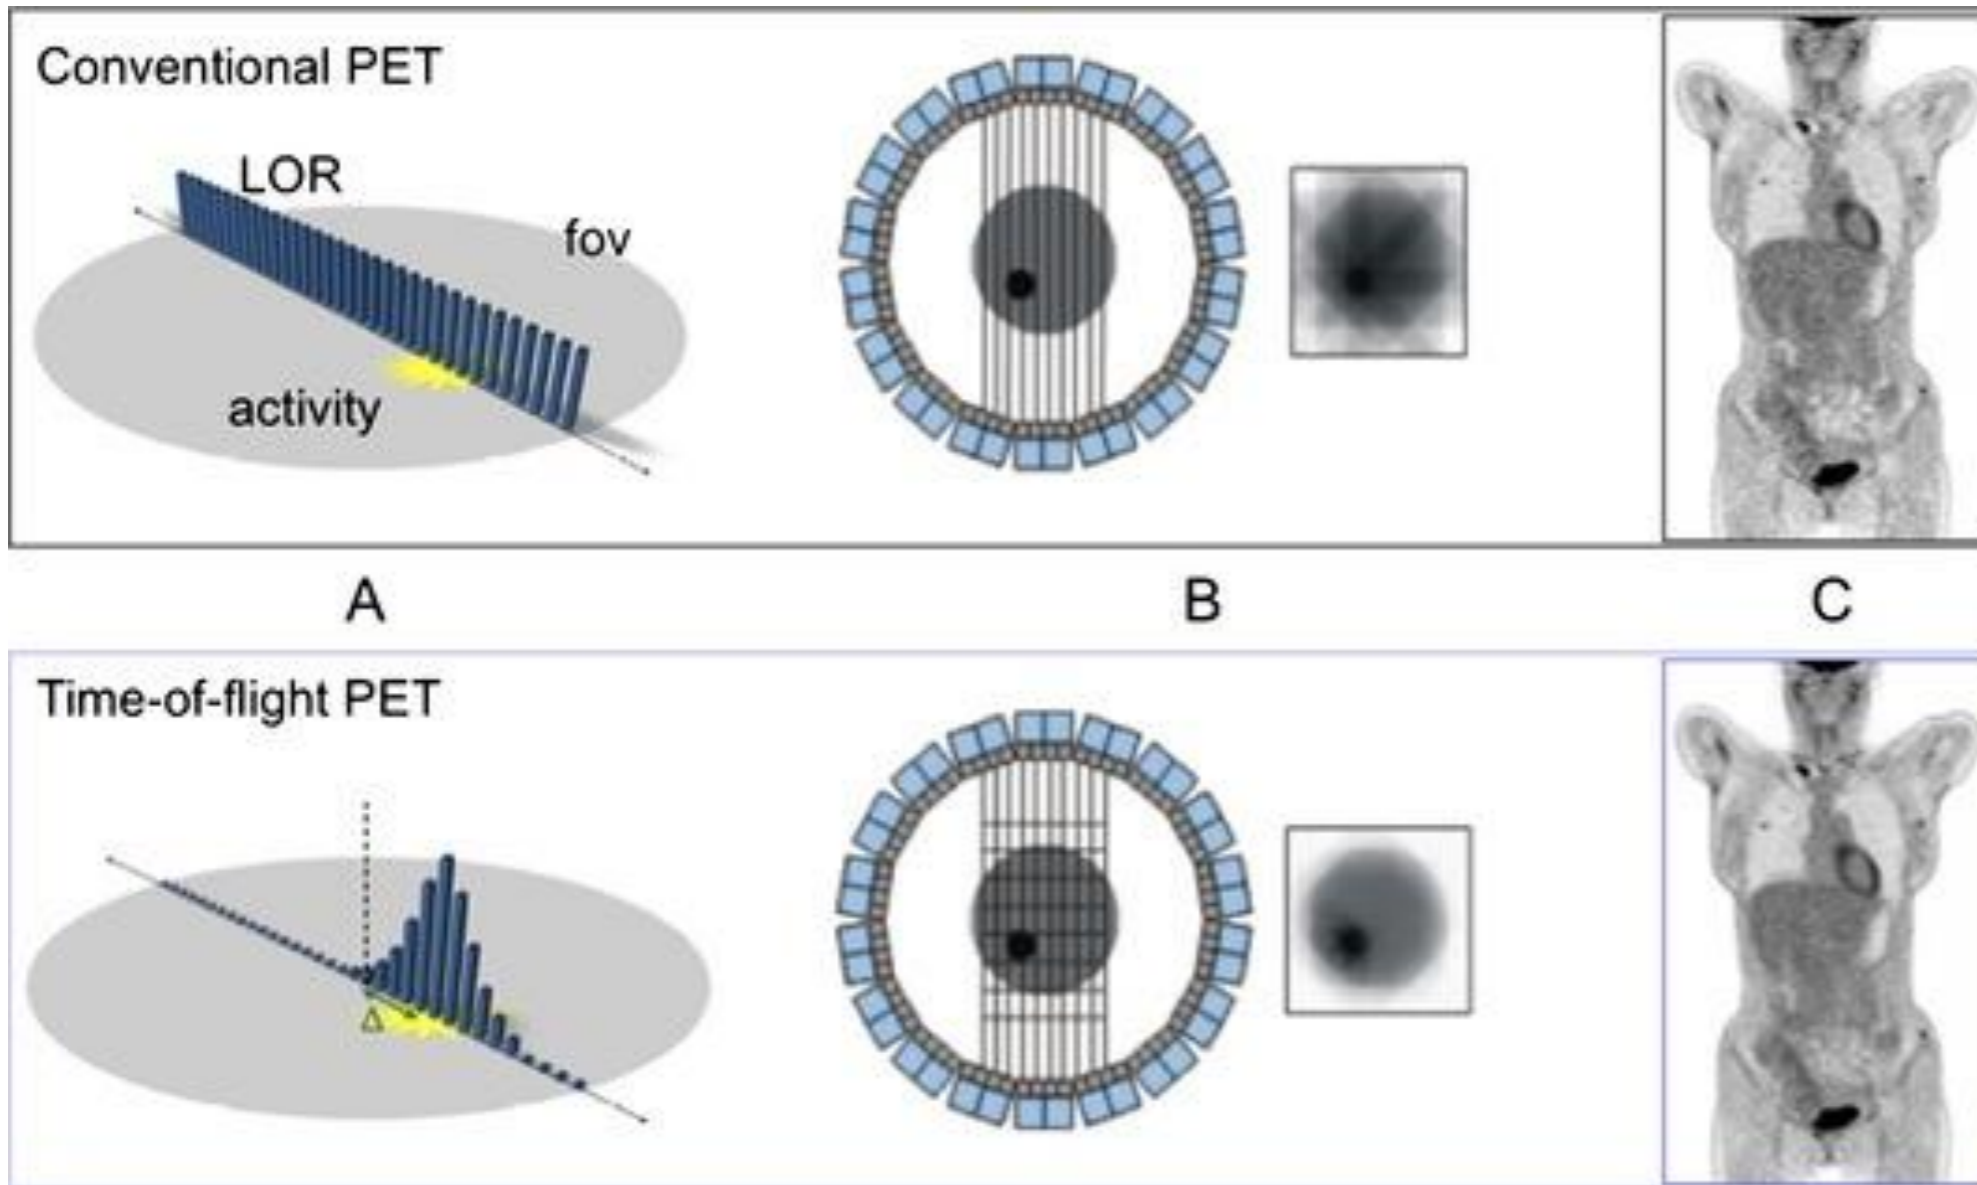 Conventional PET
LOR
fov
activity
A
B
C
Time-of-flight PET
Δ